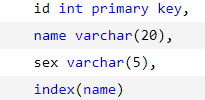 id int primary key,
name varchar(20),
sex varchar(5),
index(name)